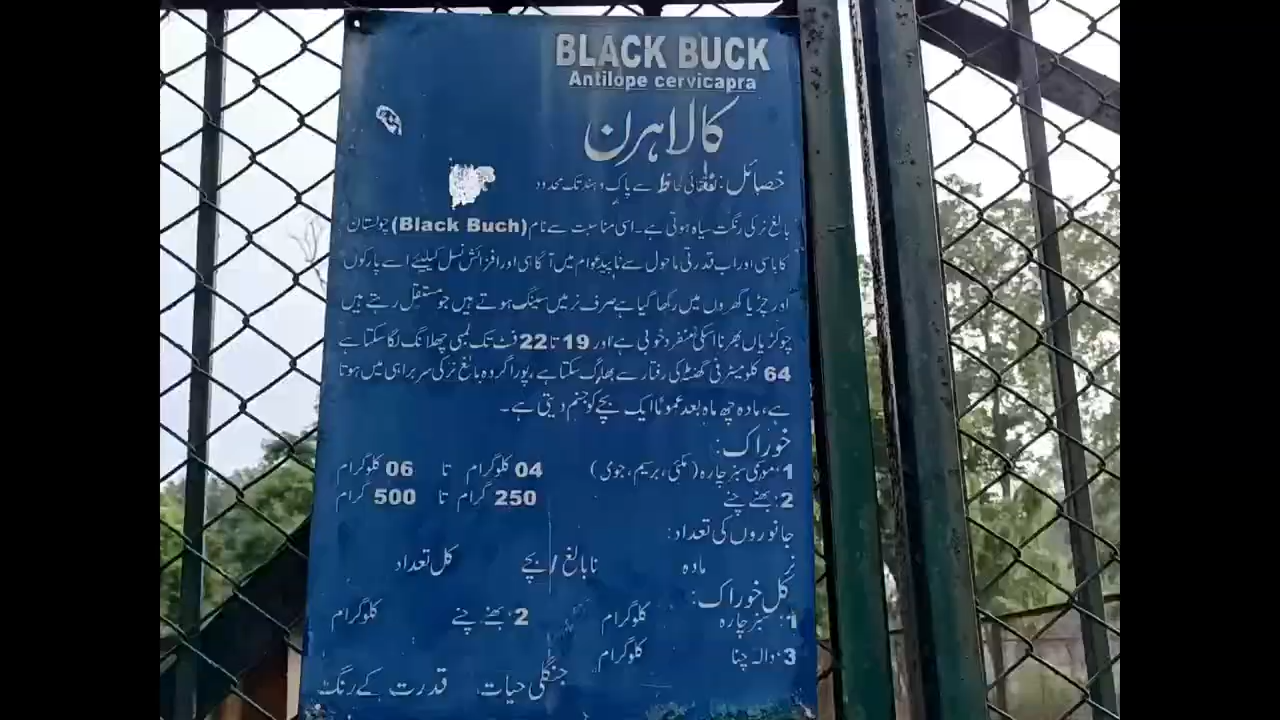 BLACK BUCK
Antilope cervicapra
کالا ہرن
خصائل: نطقائی لحاظ سے پاک و ہند تک محدود
بالغ نر کی رنگت سیاہ ہوتی ہے۔ اسی مناسبت سے نام (Black Buch) چولستان
کا باسی اور اب قدرتی ماحول سے ناپید عوام میں آگاہی اور افزائش نسل کیلئے اسے پارکوں
اور چڑیا گھروں میں رکھا گیا ہے صرف نر میں سینگ ہوتے ہیں جو مستقل رہتے ہیں
چوکڑیاں بھرنا اسکی منفرد خوبی ہے اور 19 تا 22 فٹ تک لمبی چھلانگ لگا سکتا ہے
64 کلومیٹر فی گھنٹہ کی رفتار سے بھاگ سکتا ہے، پورا گروہ بالغ نر کی سربراہی میں ہوتا
ہے، مادہ چھ ماہ بعد عموماً ایک بچے کو جنم دیتی ہے۔
خوراک:
1، موسمی سبز چارہ (مکئی، برسیم، جوی) 04 کلوگرام تا 06 کلوگرام
2: بھنے چنے 250 گرام تا 500 گرام
جانوروں کی تعداد:
نر مادہ نابالغ / بچے کل تعداد
کل خوراک:
1: سبز چارہ کلوگرام 2، بھنے چنے کلوگرام
3، دالہ چنا کلوگرام
جنگلی حیات قدرت کے رنگ